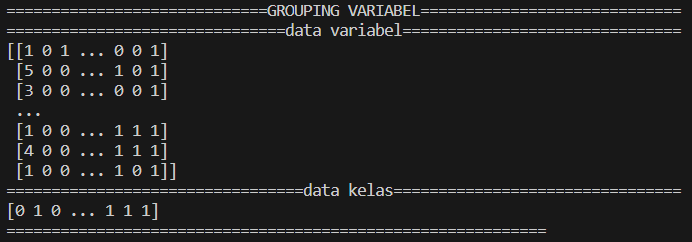 =============================GROUPING VARIABEL=============================
===============================data variabel===============================
[[1 0 1 ... 0 0 1]
 [5 0 0 ... 1 0 1]
 [3 0 0 ... 0 0 1]
 ...
 [1 0 0 ... 1 1 1]
 [4 0 0 ... 1 1 1]
 [1 0 0 ... 1 0 1]]
=================================data kelas================================
[0 1 0 ... 1 1 1]
============================================================